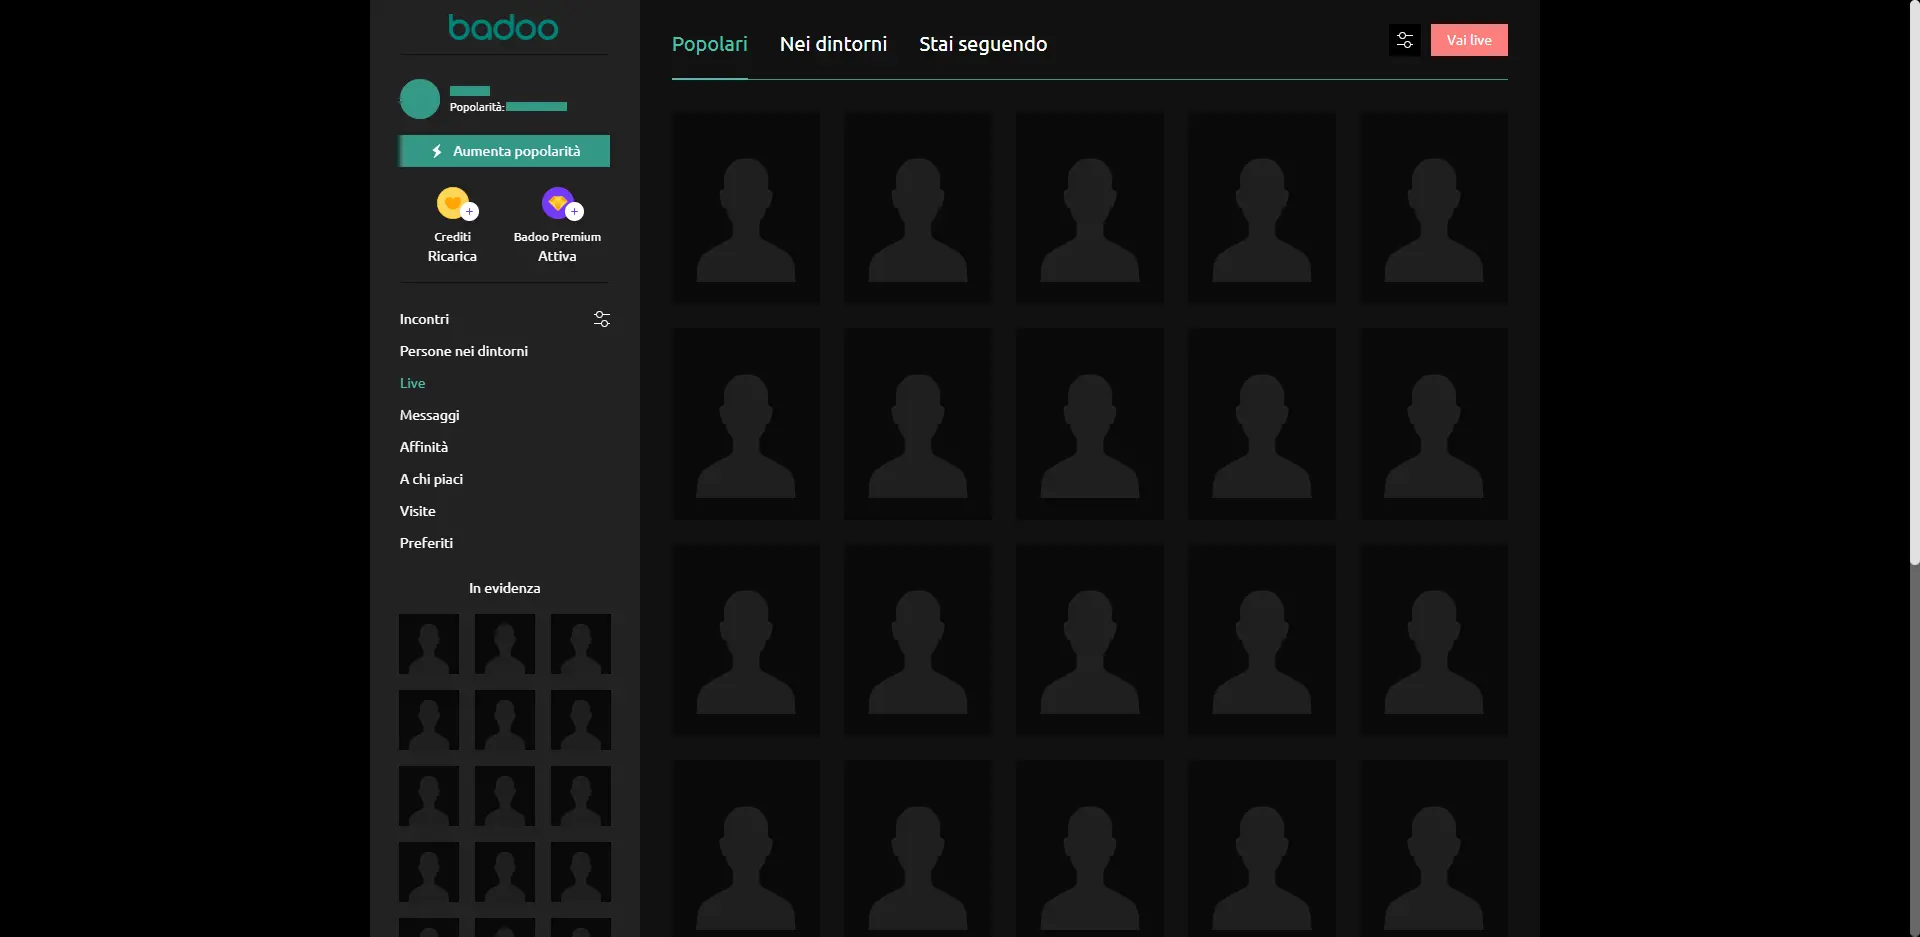 badoo
Popolarità:
Aumenta popolarità
Crediti
Ricarica
Badoo Premium
Attiva
Incontri
Persone nei dintorni
Live
Messaggi
Affinità
A chi piaci
Visite
Preferiti
In evidenza
Popolari
Nei dintorni
Stai seguendo
Vai live